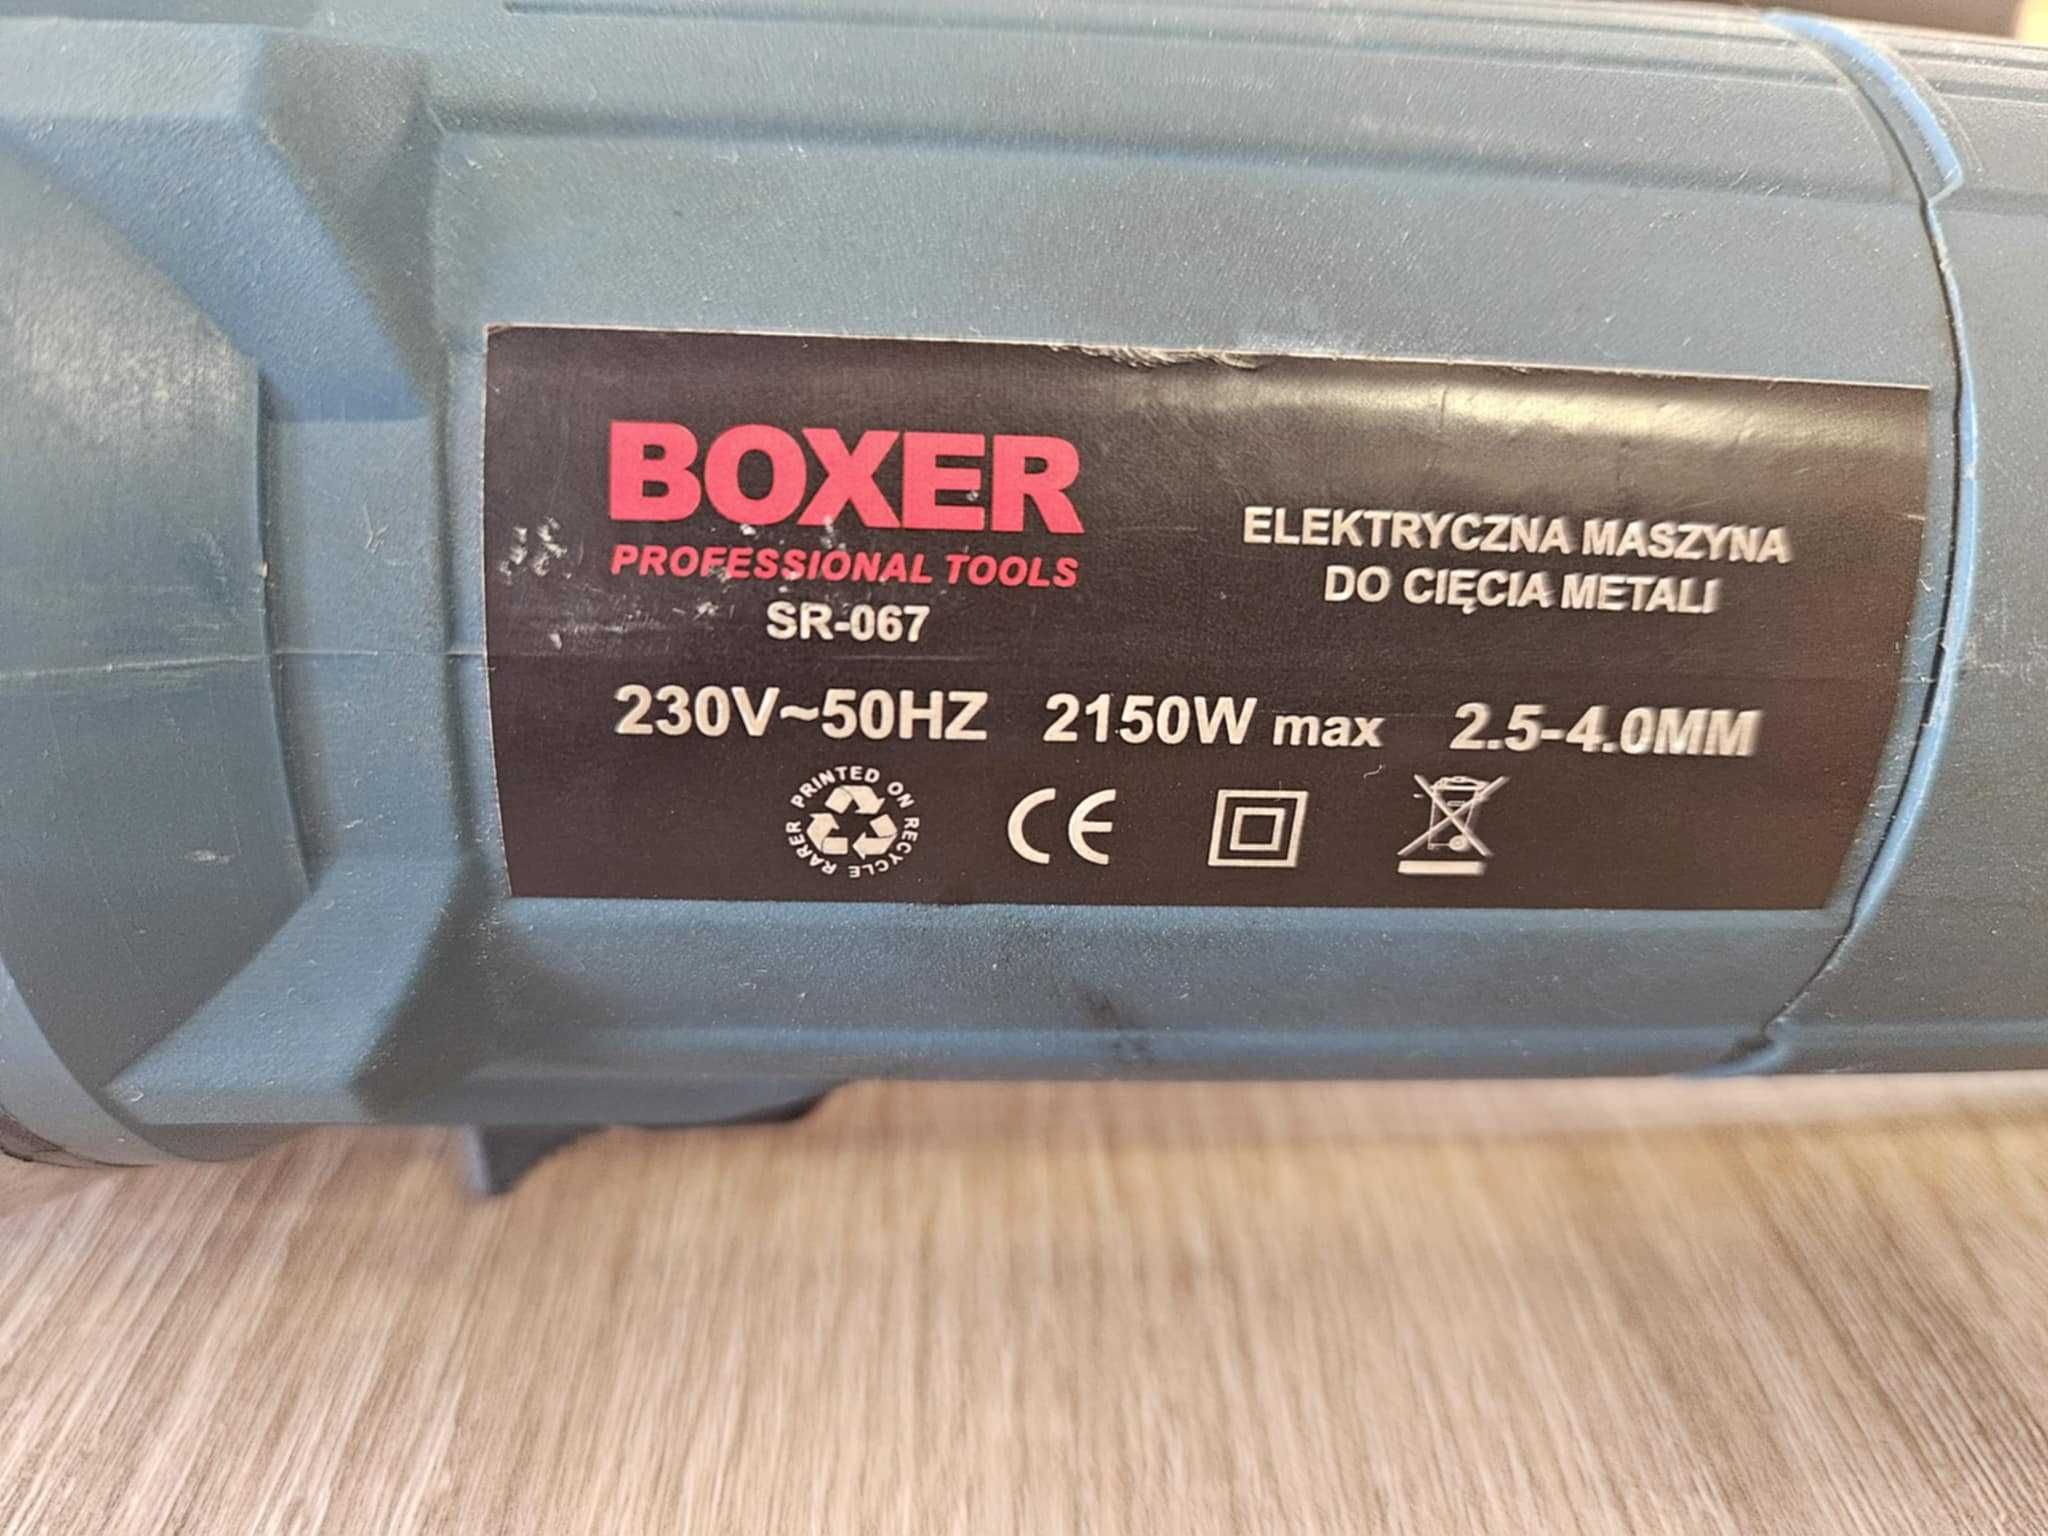 BOXER
PROFESSIONAL TOOLS
SR-067
ELEKTRYCZNA MASZYNA
DO CIĘCIA METALI
230V~50HZ 2150W max 2.5-4.0MM
PRINTED ON RECYCLE RARER
CE